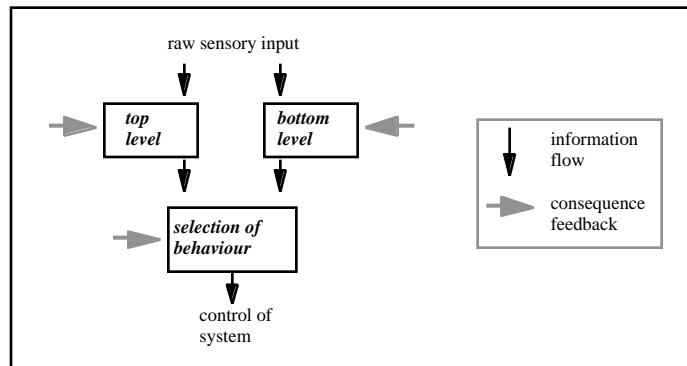 raw sensory input
top
level
bottom
level
selection of
behaviour
control of
system
information
flow
consequence
feedback